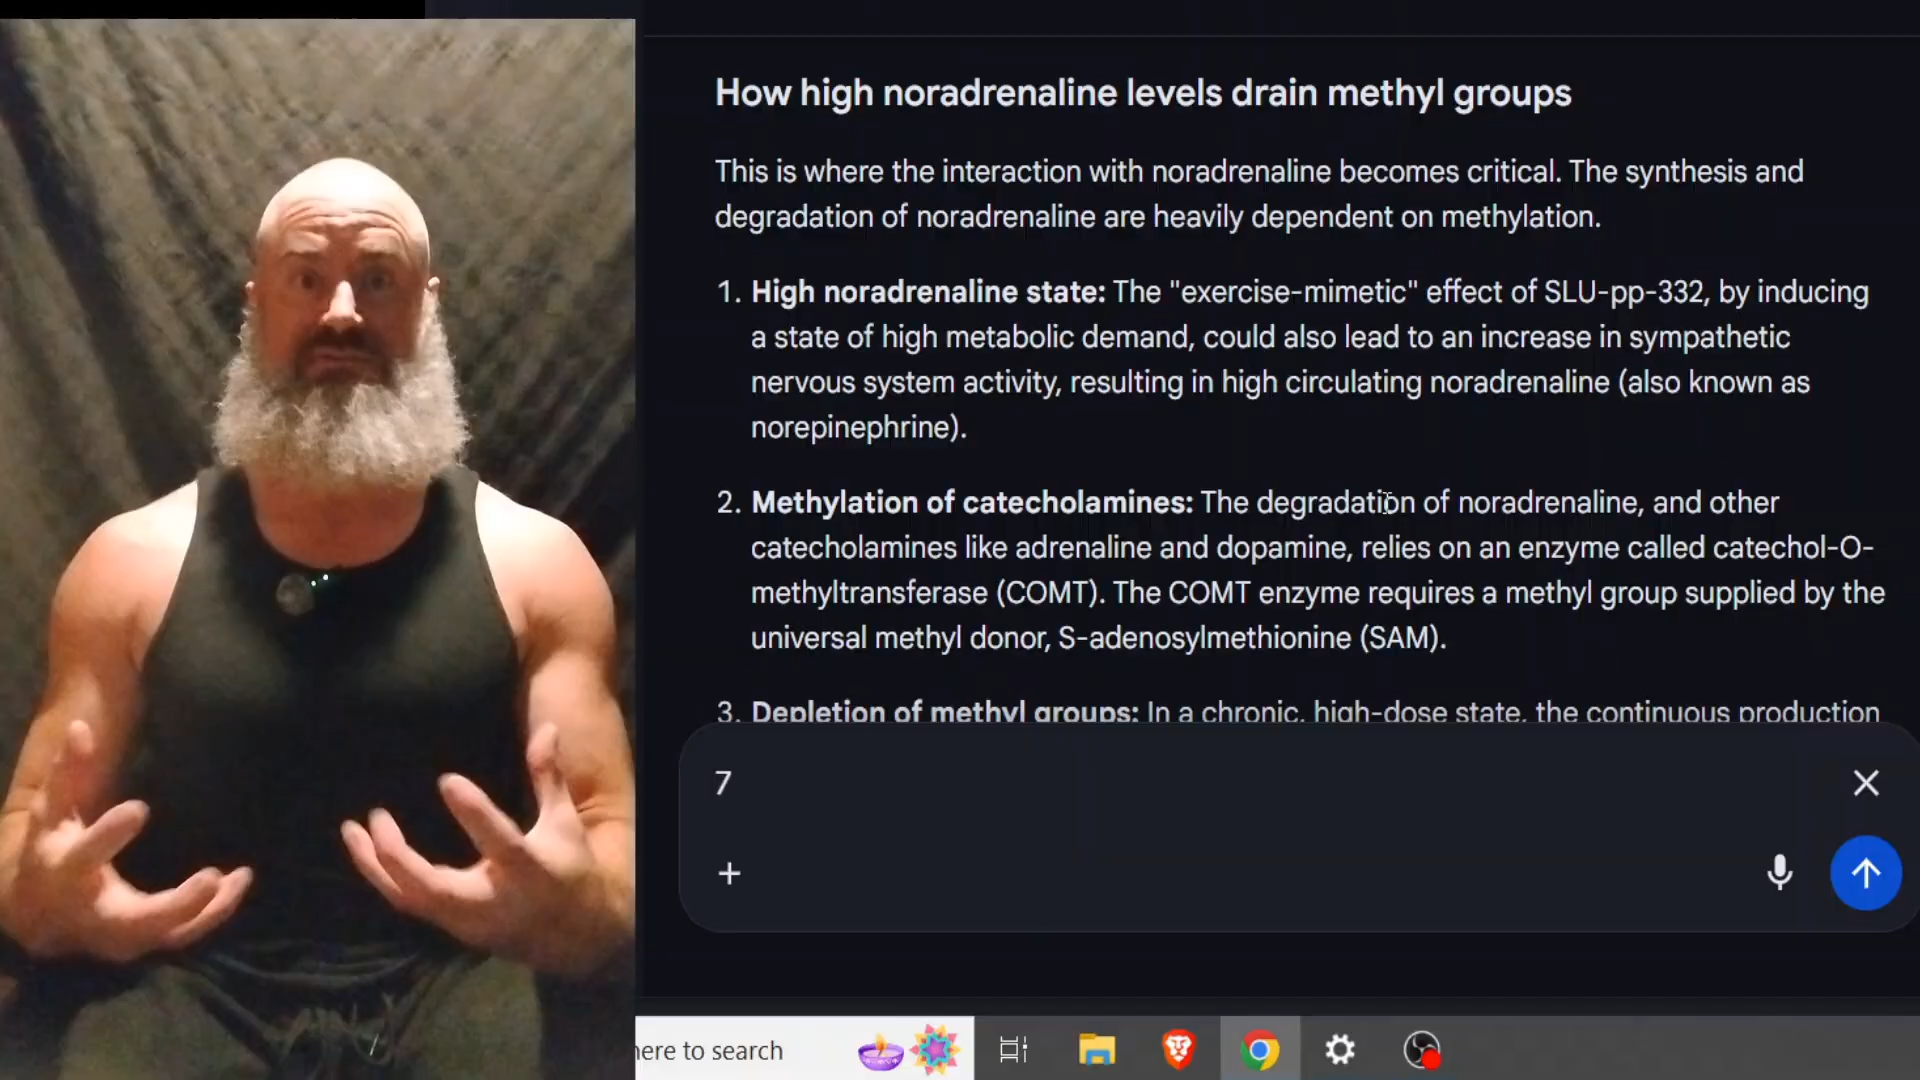 How high noradrenaline levels drain methyl groups
This is where the interaction with noradrenaline becomes critical. The synthesis and
degradation of noradrenaline are heavily dependent on methylation.
1. High noradrenaline state: The "exercise-mimetic" effect of SLU-pp-332, by inducing
a state of high metabolic demand, could also lead to an increase in sympathetic
nervous system activity, resulting in high circulating noradrenaline (also known as
norepinephrine).
2. Methylation of catecholamines: The degradation of noradrenaline, and other
catecholamines like adrenaline and dopamine, relies on an enzyme called catechol-O-
methyltransferase (COMT). The COMT enzyme requires a methyl group supplied by the
universal methyl donor, S-adenosylmethionine (SAM).
3. Depletion of methyl groups: In a chronic, high-dose state, the continuous production
7
here to search